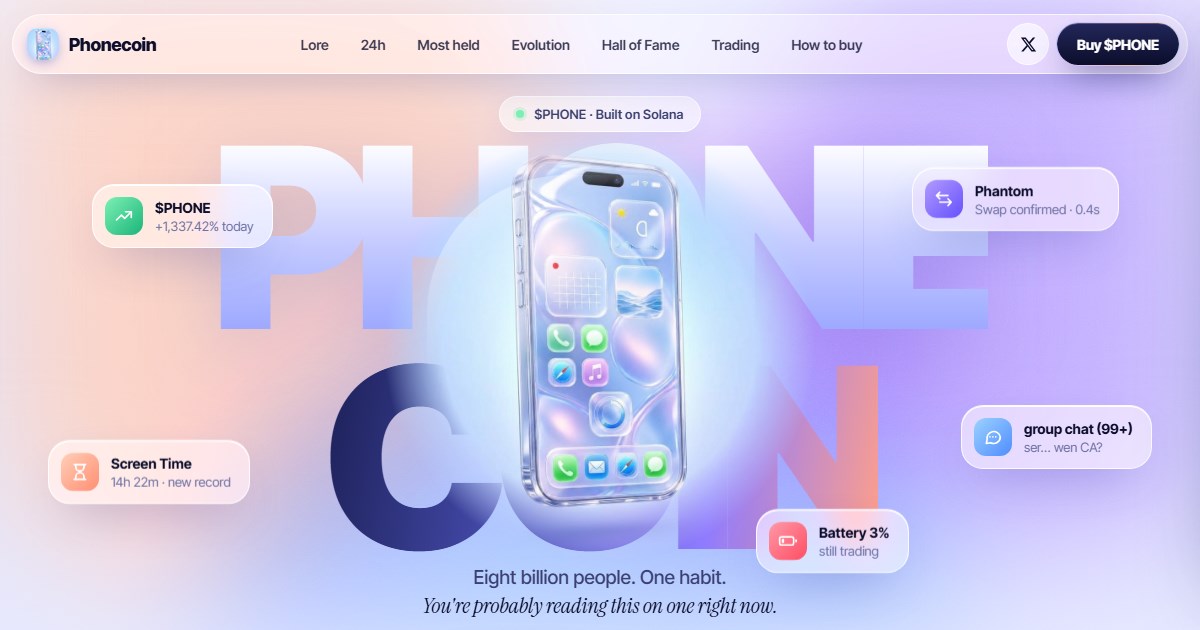 Phonecoin
Lore
24h
Most held
Evolution
Hall of Fame
Trading
How to buy
Buy $PHONE
$PHONE · Built on Solana
PHONE
COIN
$PHONE
+1,337.42% today
Phantom
Swap confirmed · 0.4s
Screen Time
14h 22m · new record
group chat (99+)
ser... wen CA?
Battery 3%
still trading
Eight billion people. One habit.
You're probably reading this on one right now.